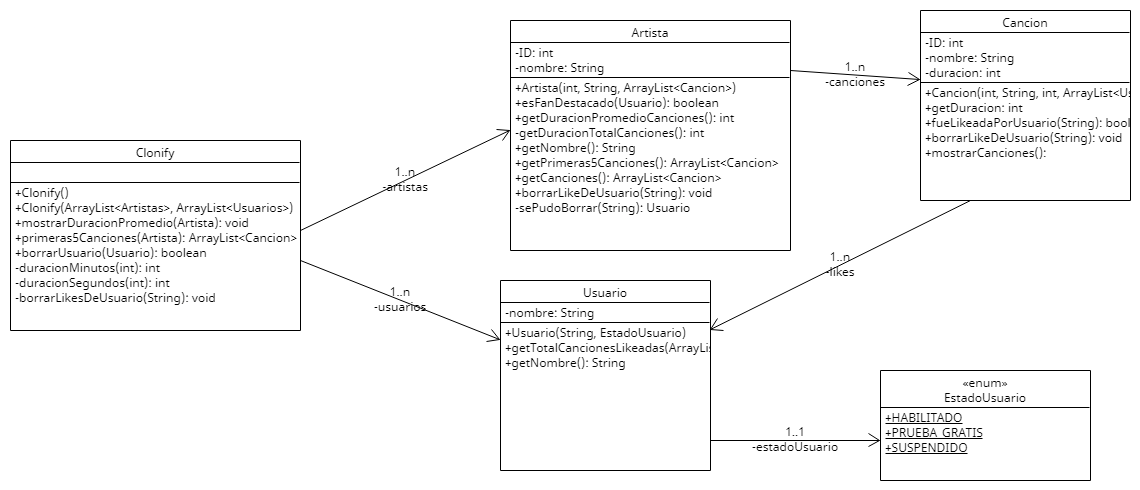 Clonify
+Clonify()
+Clonify(ArrayList<Artistas>, ArrayList<Usuarios>)
+mostrarDuracionPromedio(Artista): void
+primeras5Canciones(Artista): ArrayList<Cancion>
+borrarUsuario(Usuario): boolean
-duracionMinutos(int): int
-duracionSegundos(int): int
-borrarLikesDeUsuario(String): void
1..n
-artistas
1..n
-usuarios
Artista
-ID: int
-nombre: String
+Artista(int, String, ArrayList<Cancion>)
+esFanDestacado(Usuario): boolean
+getDuracionPromedioCanciones(): int
-getDuracionTotalCanciones(): int
+getNombre(): String
+getPrimeras5Canciones(): ArrayList<Cancion>
+getCanciones(): ArrayList<Cancion>
+borrarLikeDeUsuario(String): void
-sePudoBorrar(String): Usuario
1..n
-canciones
Cancion
-ID: int
-nombre: String
-duracion: int
+Cancion(int, String, int, ArrayList<Us
+getDuracion: int
+fueLikeadaPorUsuario(String): bool
+borrarLikeDeUsuario(String): void
+mostrarCanciones():
1..n
-likes
Usuario
-nombre: String
+Usuario(String, EstadoUsuario)
+getTotalCancionesLikeadas(ArrayLis
+getNombre(): String
1..1
-estadoUsuario
«enum»
EstadoUsuario
+HABILITADO
+PRUEBA_GRATIS
+SUSPENDIDO